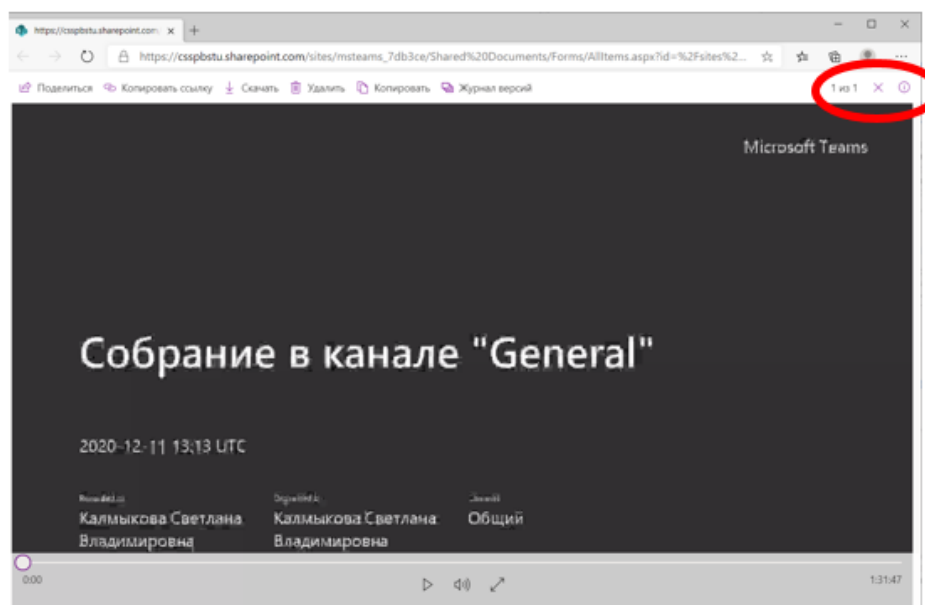 https://csspbstu.sharepoint.com/
https://csspbstu.sharepoint.com/sites/msteams_7db3ce/Shared%20Documents/Forms/AllItems.aspx?id=%2Fsites%2...
Поделиться Копировать ссылку Скачать Удалить Копировать Журнал версий 1 из 1
Microsoft Teams
Собрание в канале "General"
2020-12-11 13:13 UTC
Калмыкова Светлана Калмыкова Светлана Общий
Владимировна Владимировна
0:00 1:31:47